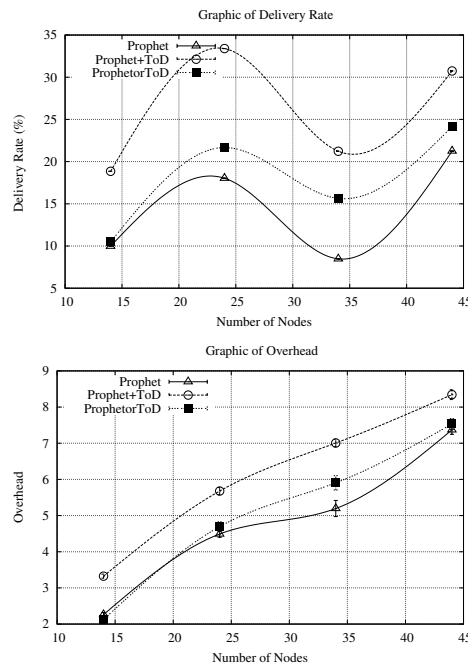 Graphic of Delivery Rate
35
Prophet
Prophet+ToD
ProphetorToD
30
25
20
15
10
5
Delivery Rate (%)
10 15 20 25 30 35 40 45
Number of Nodes
Graphic of Overhead
9
Prophet
Prophet+ToD
ProphetorToD
8
7
6
5
4
3
2
Overhead
10 15 20 25 30 35 40 45
Number of Nodes